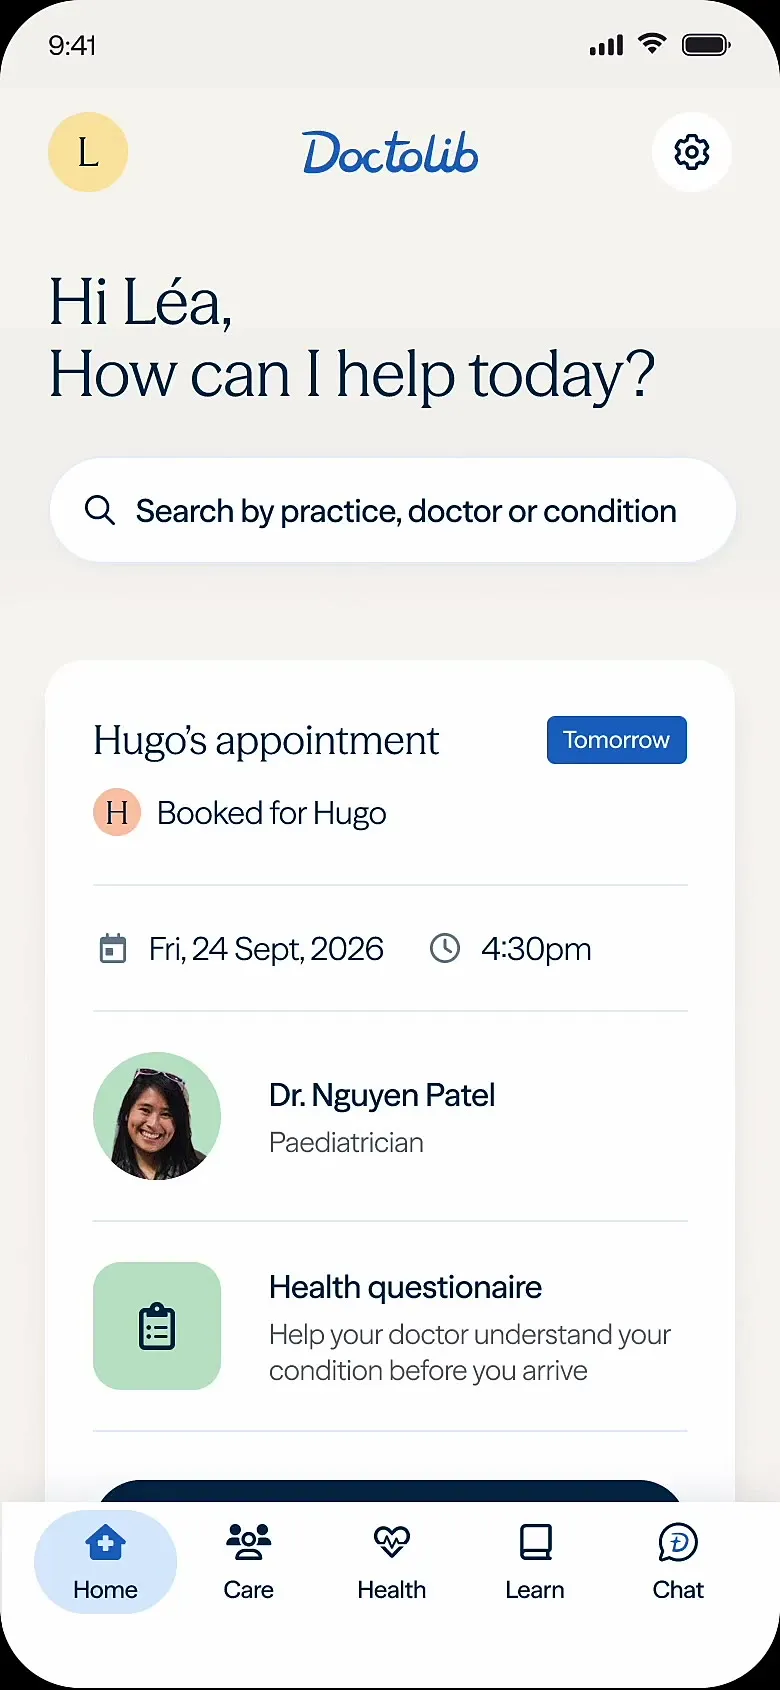 9:41
L
Doctolib
Hi Léa,
How can I help today?
Search by practice, doctor or condition
Hugo’s appointment
Tomorrow
H
Booked for Hugo
Fri, 24 Sept, 2026
4:30pm
Dr. Nguyen Patel
Paediatrician
Health questionaire
Help your doctor understand your
condition before you arrive
Home
Care
Health
Learn
Chat